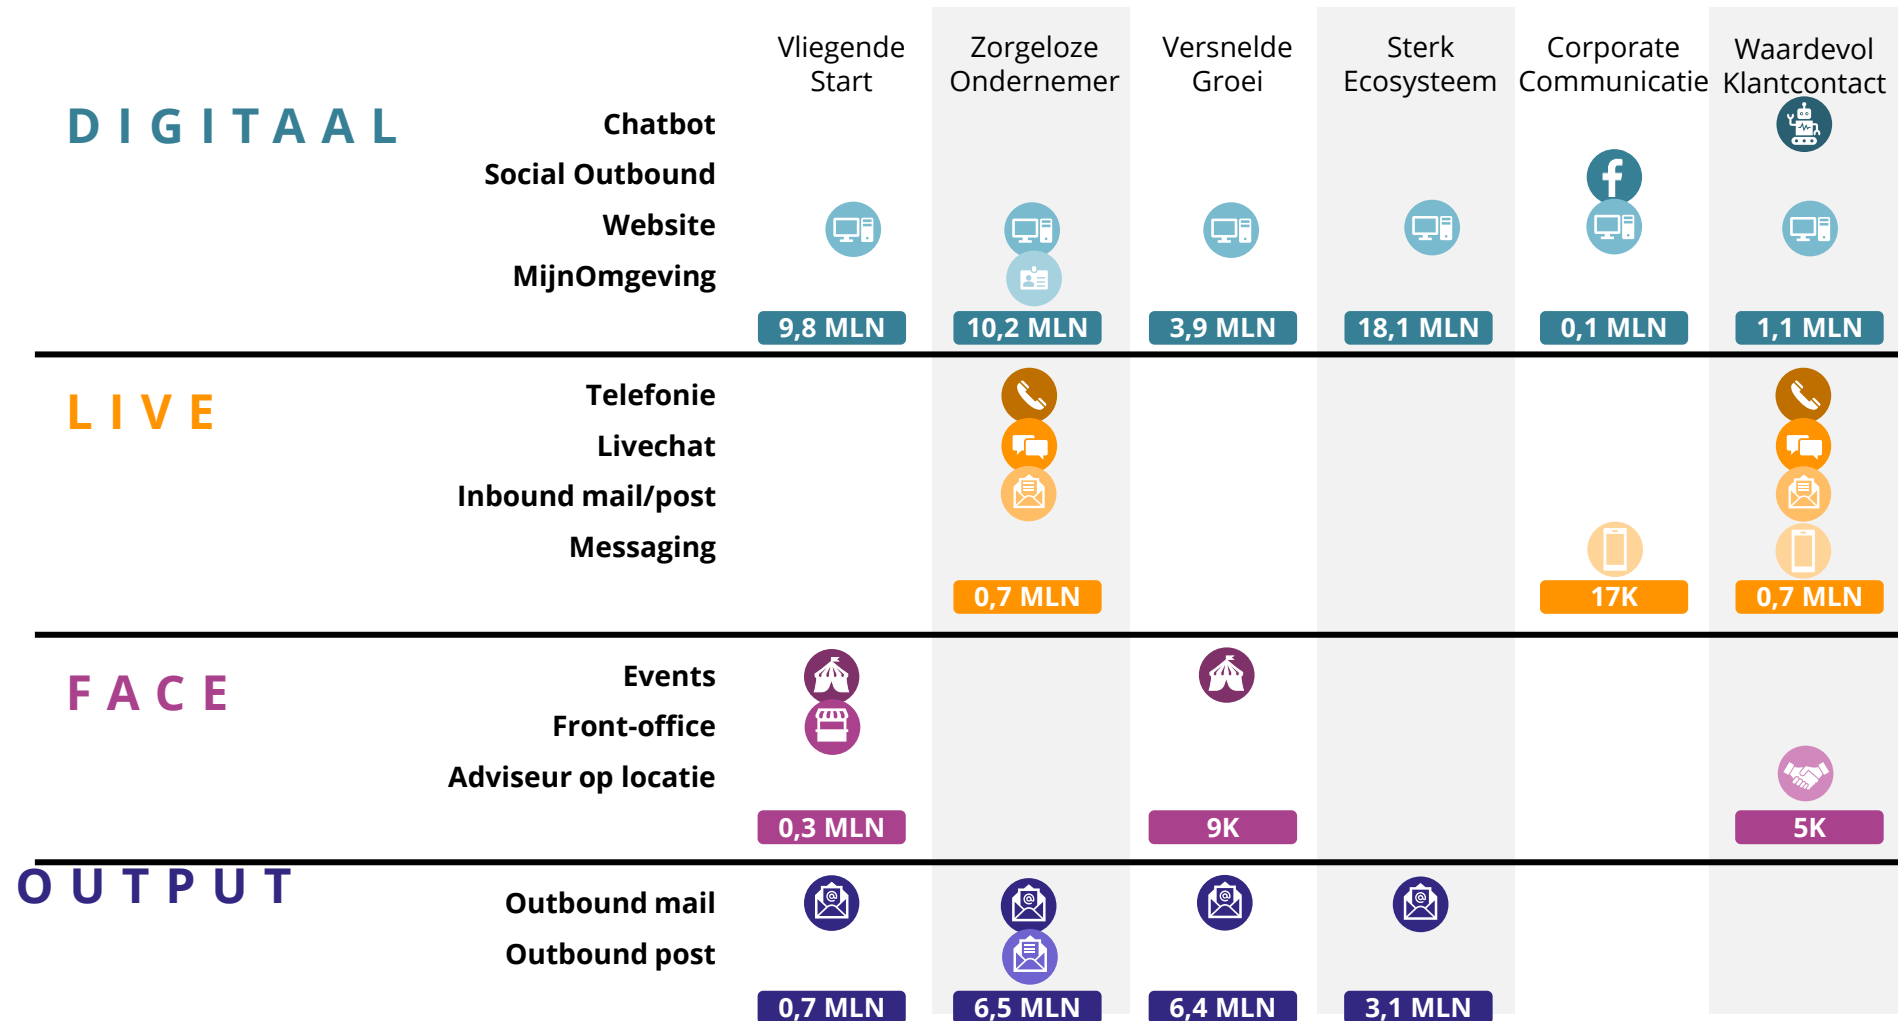 Vliegende Start
Zorgeloze Ondernemer
Versnelde Groei
Sterk Ecosysteem
Corporate Communicatie
Waardevol Klantcontact
DIGITAAL
Chatbot
Social Outbound
Website
MijnOmgeving
9,8 MLN 10,2 MLN 3,9 MLN 18,1 MLN 0,1 MLN 1,1 MLN
LIVE
Telefonie
Livechat
Inbound mail/post
Messaging
0,7 MLN 17K 0,7 MLN
FACE
Events
Front-office
Adviseur op locatie
0,3 MLN 9K 5K
OUTPUT
Outbound mail
Outbound post
0,7 MLN 6,5 MLN 6,4 MLN 3,1 MLN